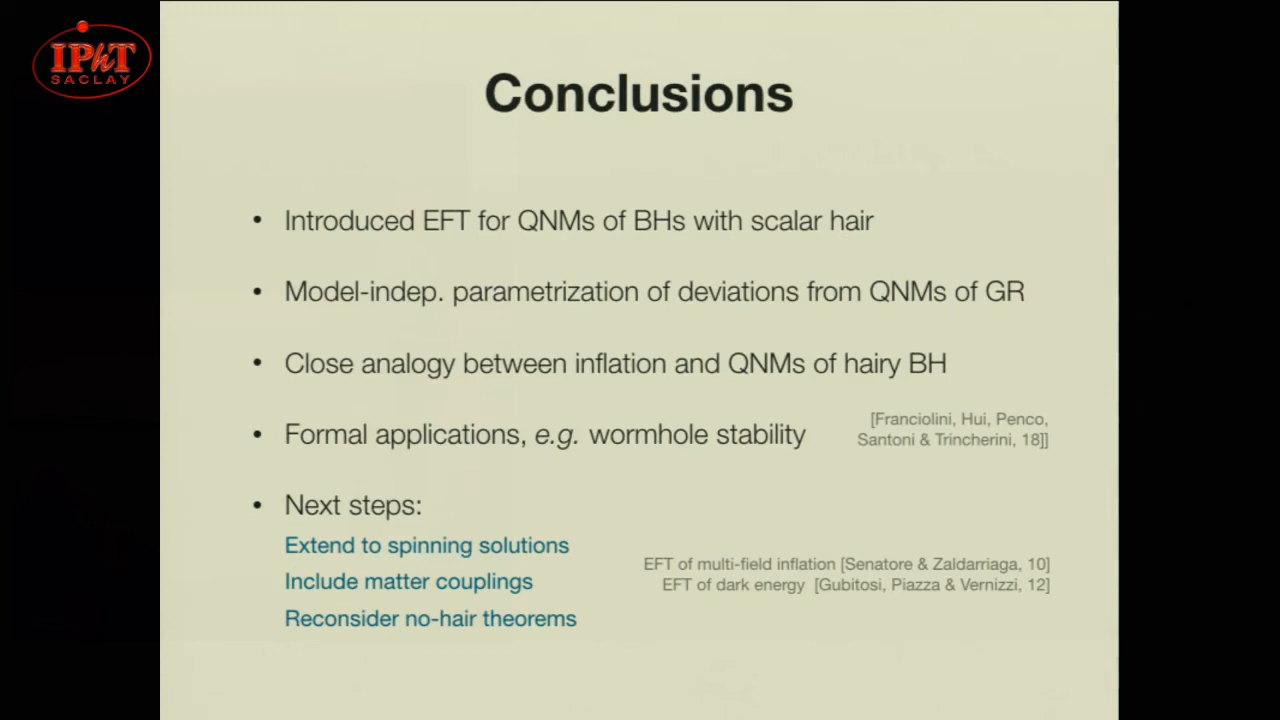 IPhT
SACLAY
Conclusions
• Introduced EFT for QNMs of BHs with scalar hair
• Model-indep. parametrization of deviations from QNMs of GR
• Close analogy between inflation and QNMs of hairy BH
• Formal applications, e.g. wormhole stability
[Franciolini, Hui, Penco,
Santoni & Trincherini, 18]]
• Next steps:
Extend to spinning solutions
Include matter couplings
Reconsider no-hair theorems
EFT of multi-field inflation [Senatore & Zaldarriaga, 10]
EFT of dark energy [Gubitosi, Piazza & Vernizzi, 12]